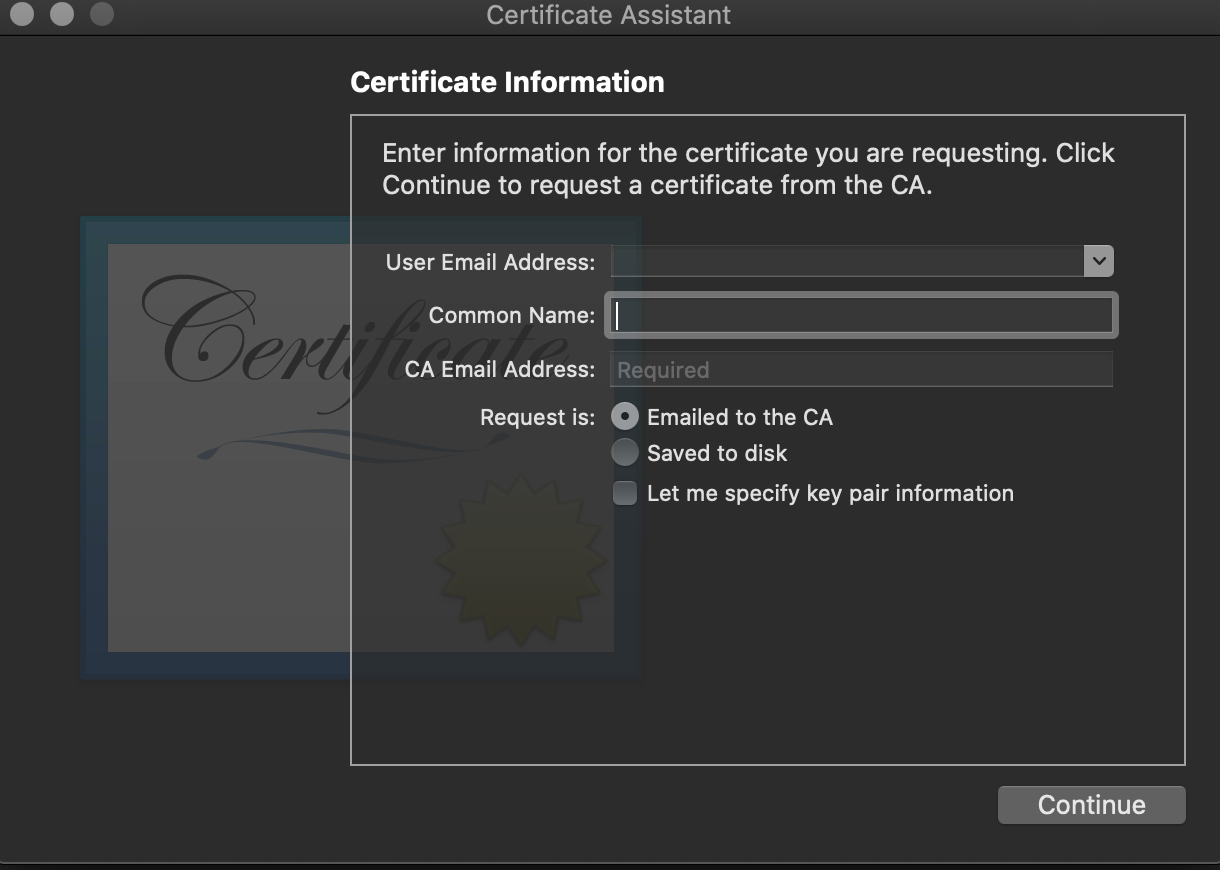 Certificate Assistant
Certificate Information
Enter information for the certificate you are requesting. Click
Continue to request a certificate from the CA.
Certificate
User Email Address:
Common Name:
CA Email Address: Required
Request is: Emailed to the CA
Saved to disk
Let me specify key pair information
Continue